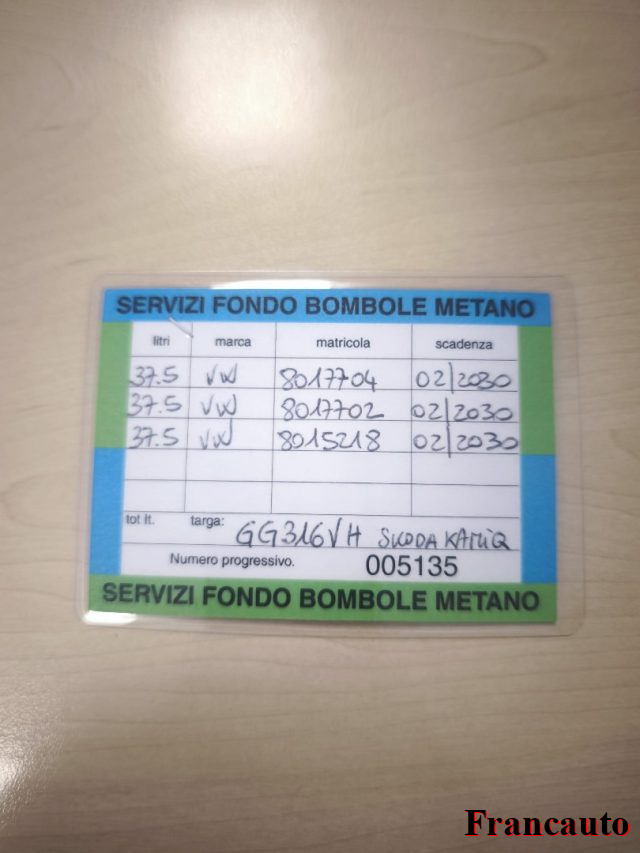 SERVIZI FONDO BOMBOLE METANO
litri marca matricola scadenza
37.5 VW 8017704 02/2030
37.5 VW 8017702 02/2030
37.5 VW 8015218 02/2030
tot lt. targa: GG316VH SKODA KAMIQ
Numero progressivo. 005135
SERVIZI FONDO BOMBOLE METANO
Francauto